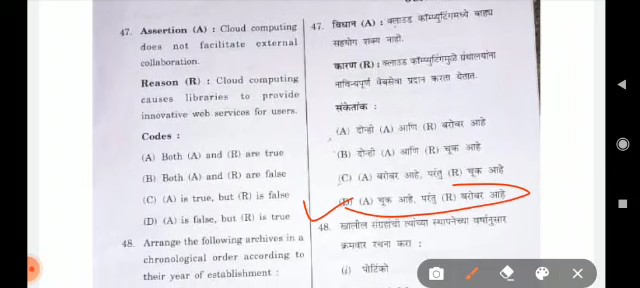 47. Assertion (A) : Cloud computing
does not facilitate external
collaboration.
Reason (R) : Cloud computing
causes libraries to provide
innovative web services for users.
Codes :
(A) Both (A) and (R) are true
(B) Both (A) and (R) are false
(C) (A) is true, but (R) is false
(D) (A) is false, but (R) is true
48. Arrange the following archives in a
chronological order according to
their year of establishment :
47. विधान (A) : क्लाउड कॉम्प्युटिंगमध्ये बाह्य
सहयोग शक्य नाही.
कारण (R) : क्लाउड कॉम्प्युटिंगमुळे ग्रंथालयांना
नाविन्यपूर्ण वेबसेवा प्रदान करता येतात.
संकेतांक :
(A) दोन्ही (A) आणि (R) बरोबर आहे
(B) दोन्ही (A) आणि (R) चूक आहे
(C) (A) बरोबर आहे, परंतु (R) चूक आहे
(D) (A) चूक आहे, परंतु (R) बरोबर आहे
48. खालील संग्रहांची त्यांच्या स्थापनेच्या वर्षानुसार
क्रमवार रचना करा :
(i) पोर्टिको